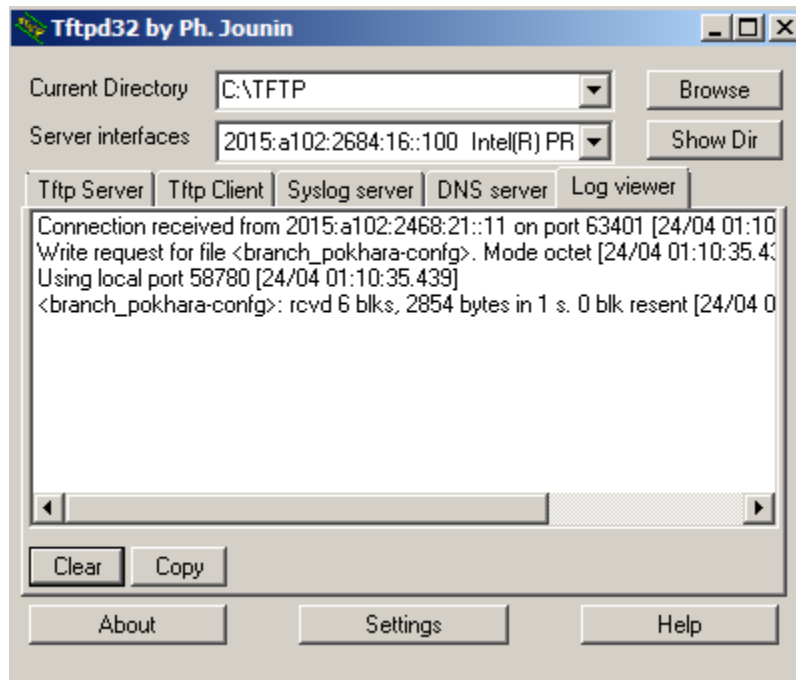 Tftpd32 by Ph. Jounin
Current Directory C:\TFTP Browse
Server interfaces 2015:a102:2684:16::100 Intel(R) PR Show Dir
Tftp Server Tftp Client Syslog server DNS server Log viewer
Connection received from 2015:a102:2468:21::11 on port 63401 [24/04 01:10
Write request for file <branch_pokhara-confg>. Mode octet [24/04 01:10:35.4
Using local port 58780 [24/04 01:10:35.439]
<branch_pokhara-confg>: rcvd 6 blks, 2854 bytes in 1 s. 0 blk resent [24/04 0
Clear Copy
About Settings Help